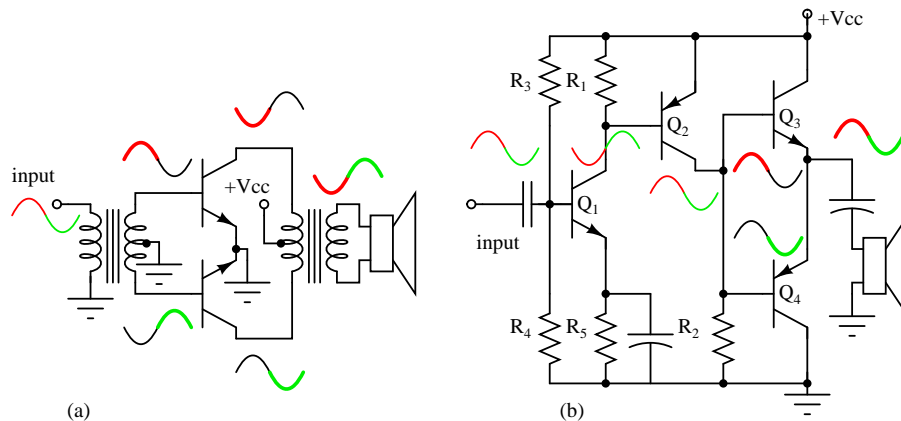 input
+Vcc
(a)
+Vcc
R3
R1
Q2
Q3
Q1
input
Q4
R4
R5
R2
(b)